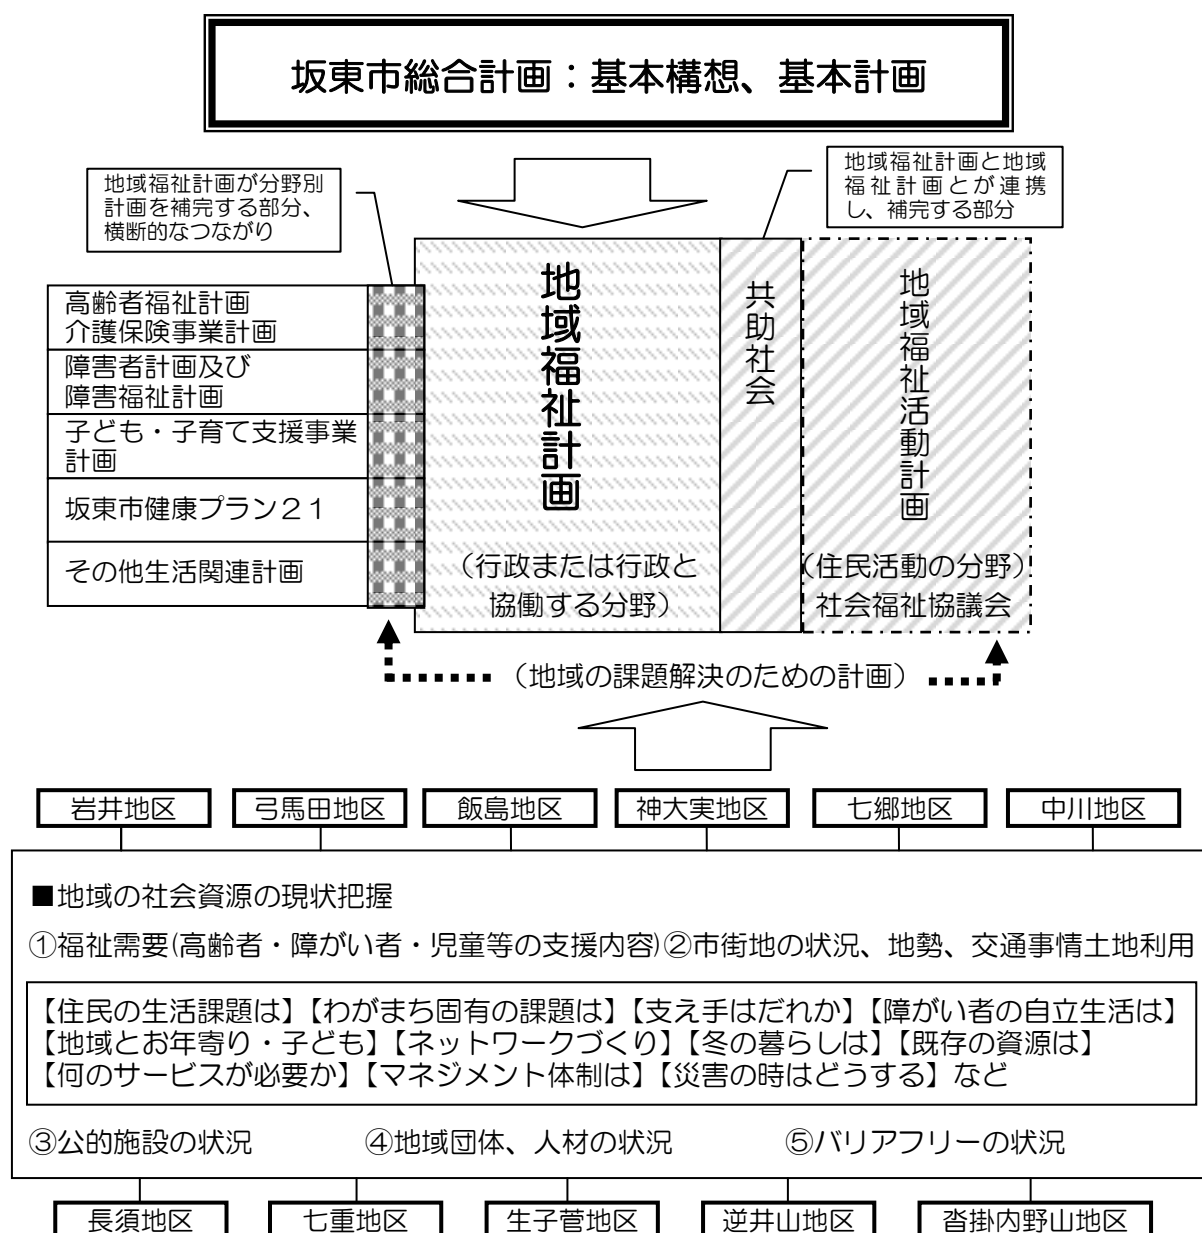 坂東市総合計画：基本構想、基本計画
地域福祉計画が分野別
計画を補完する部分、
横断的なつながり
地域福祉計画と地域
福祉計画とが連携
し、補完する部分
高齢者福祉計画
介護保険事業計画
障害者計画及び
障害福祉計画
子ども・子育て支援事業
計画
坂東市健康プラン２１
その他生活関連計画
地域福祉計画
（行政または行政と
協働する分野）
共助社会
地域福祉活動計画
（住民活動の分野）
社会福祉協議会
（地域の課題解決のための計画）
岩井地区
弓馬田地区
飯島地区
神大実地区
七郷地区
中川地区
■地域の社会資源の現状把握
①福祉需要(高齢者・障がい者・児童等の支援内容)②市街地の状況、地勢、交通事情土地利用
【住民の生活課題は】【わがまち固有の課題は】【支え手はだれか】【障がい者の自立生活は】
【地域とお年寄り・子ども】【ネットワークづくり】【冬の暮らしは】【既存の資源は】
【何のサービスが必要か】【マネジメント体制は】【災害の時はどうする】など
③公的施設の状況
④地域団体、人材の状況
⑤バリアフリーの状況
長須地区
七重地区
生子菅地区
逆井山地区
沓掛内野山地区